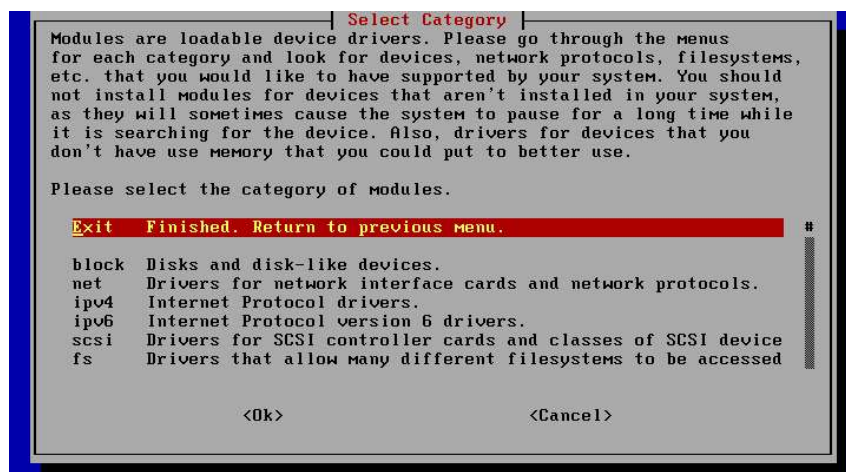 Select Category
Modules are loadable device drivers. Please go through the menus
for each category and look for devices, network protocols, filesystems,
etc. that you would like to have supported by your system. You should
not install modules for devices that aren't installed in your system,
as they will sometimes cause the system to pause for a long time while
it is searching for the device. Also, drivers for devices that you
don't have use memory that you could put to better use.
Please select the category of modules.
Exit Finished. Return to previous menu. #
block Disks and disk-like devices.
net Drivers for network interface cards and network protocols.
ipv4 Internet Protocol drivers.
ipv6 Internet Protocol version 6 drivers.
scsi Drivers for SCSI controller cards and classes of SCSI device
fs Drivers that allow many different filesystems to be accessed
<Ok> <Cancel>